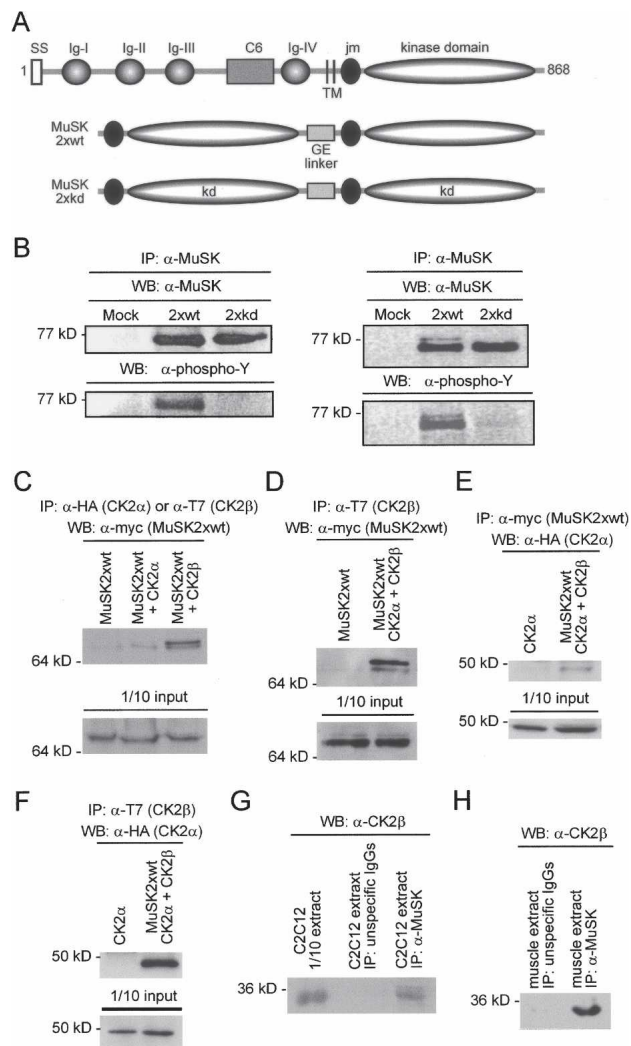 A
SS Ig-I Ig-II Ig-III C6 Ig-IV jm kinase domain
1 868
TM
MuSK
2xwt
GE
linker
MuSK
2xkd
kd kd
B
IP: α-MuSK
WB: α-MuSK
Mock 2xwt 2xkd
77 kD
WB: α-phospho-Y
77 kD
IP: α-MuSK
WB: α-MuSK
Mock 2xwt 2xkd
77 kD
WB: α-phospho-Y
77 kD
C
IP: α-HA (CK2α) or α-T7 (CK2β)
WB: α-myc (MuSK2xwt)
MuSK2xwt
MuSK2xwt
+ CK2α
MuSK2xwt
+ CK2β
64 kD
1/10 input
64 kD
D
IP: α-T7 (CK2β)
WB: α-myc (MuSK2xwt)
MuSK2xwt
MuSK2xwt
CK2α + CK2β
64 kD
1/10 input
64 kD
E
IP: α-myc (MuSK2xwt)
WB: α-HA (CK2α)
CK2α
MuSK2xwt
CK2α + CK2β
50 kD
1/10 input
50 kD
F
IP: α-T7 (CK2β)
WB: α-HA (CK2α)
CK2α
MuSK2xwt
CK2α + CK2β
50 kD
1/10 input
50 kD
G
WB: α-CK2β
C2C12
1/10 extract
C2C12 extraxt
IP: unspecific IgGs
C2C12 extract
IP: α-MuSK
36 kD
H
WB: α-CK2β
muscle extract
IP: unspecific IgGs
muscle extract
IP: α-MuSK
36 kD